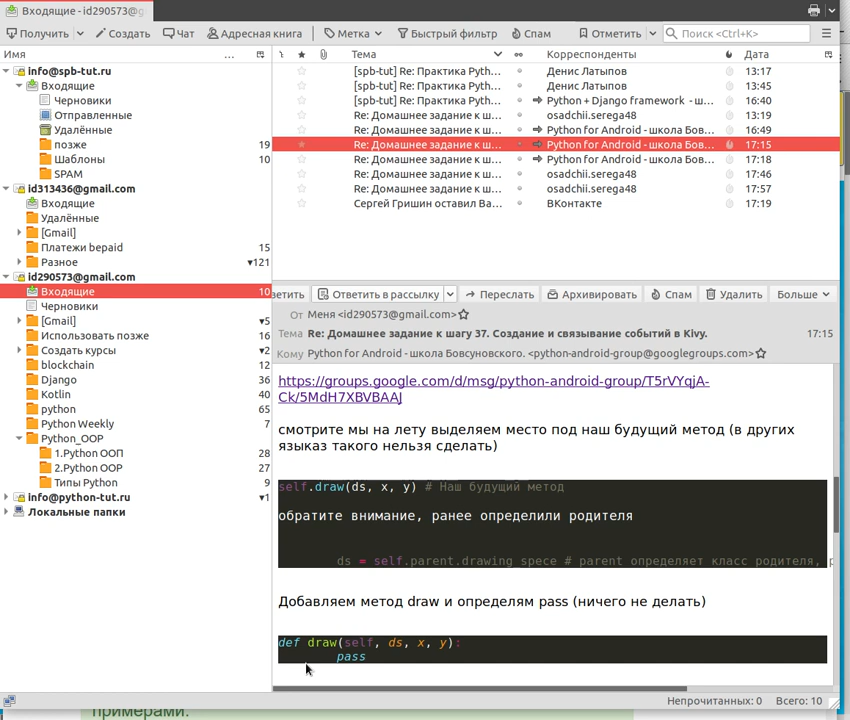 Входящие - id290573@gmail.co
Получить
Создать
Чат
Адресная книга
Метка
Быстрый фильтр
Спам
Отметить
Поиск <Ctrl+K>
Имя
...
Тема
Корреспонденты
Дата
info@spb-tut.ru
Входящие
Черновики
Отправленные
Удалённые
позже 19
Шаблоны 10
SPAM
id313436@gmail.com
Входящие
Удалённые
[Gmail]
Платежи bepaid 15
Разное ▾121
id290573@gmail.com
Входящие 10
Черновики
[Gmail] ▾5
Использовать позже 16
Создать курсы ▾2
blockchain 12
Django 36
Kotlin 40
python 65
Python Weekly 7
Python_OOP
1.Python ООП 28
2.Python OOP 27
Типы Python 9
info@python-tut.ru ▾1
Локальные папки
[spb-tut] Re: Практика Pyth... Денис Латыпов 13:17
[spb-tut] Re: Практика Pyth... Денис Латыпов 13:45
[spb-tut] Re: Практика Pyth... Python + Django framework - ш... 16:40
Re: Домашнее задание к ш... osadchii.serega48 13:19
Re: Домашнее задание к ш... Python for Android - школа Бов... 16:49
Re: Домашнее задание к ш... Python for Android - школа Бов... 17:15
Re: Домашнее задание к ш... Python for Android - школа Бов... 17:18
Re: Домашнее задание к ш... osadchii.serega48 17:46
Re: Домашнее задание к ш... osadchii.serega48 17:57
Сергей Гришин оставил Ва... ВКонтакте 17:19
ветить
Ответить в рассылку
Переслать
Архивировать
Спам
Удалить
Больше
От Меня <id290573@gmail.com>
Тема Re: Домашнее задание к шагу 37. Создание и связывание событий в Kivy. 17:15
Кому Python for Android - школа Бовсуновского. <python-android-group@googlegroups.com>
https://groups.google.com/d/msg/python-android-group/T5rVYqjA-
Ck/5MdH7XBVBAAJ
смотрите мы на лету выделяем место под наш будущий метод (в других
языказ такого нельзя сделать)
self.draw(ds, x, y) # Наш будущий метод
обратите внимание, ранее определили родителя
ds = self.parent.drawing_spece # parent определяет класс родителя, р
Добавляем метод draw и определям pass (ничего не делать)
def draw(self, ds, x, y):
pass
Непрочитанных: 0 Всего: 10
примерами.